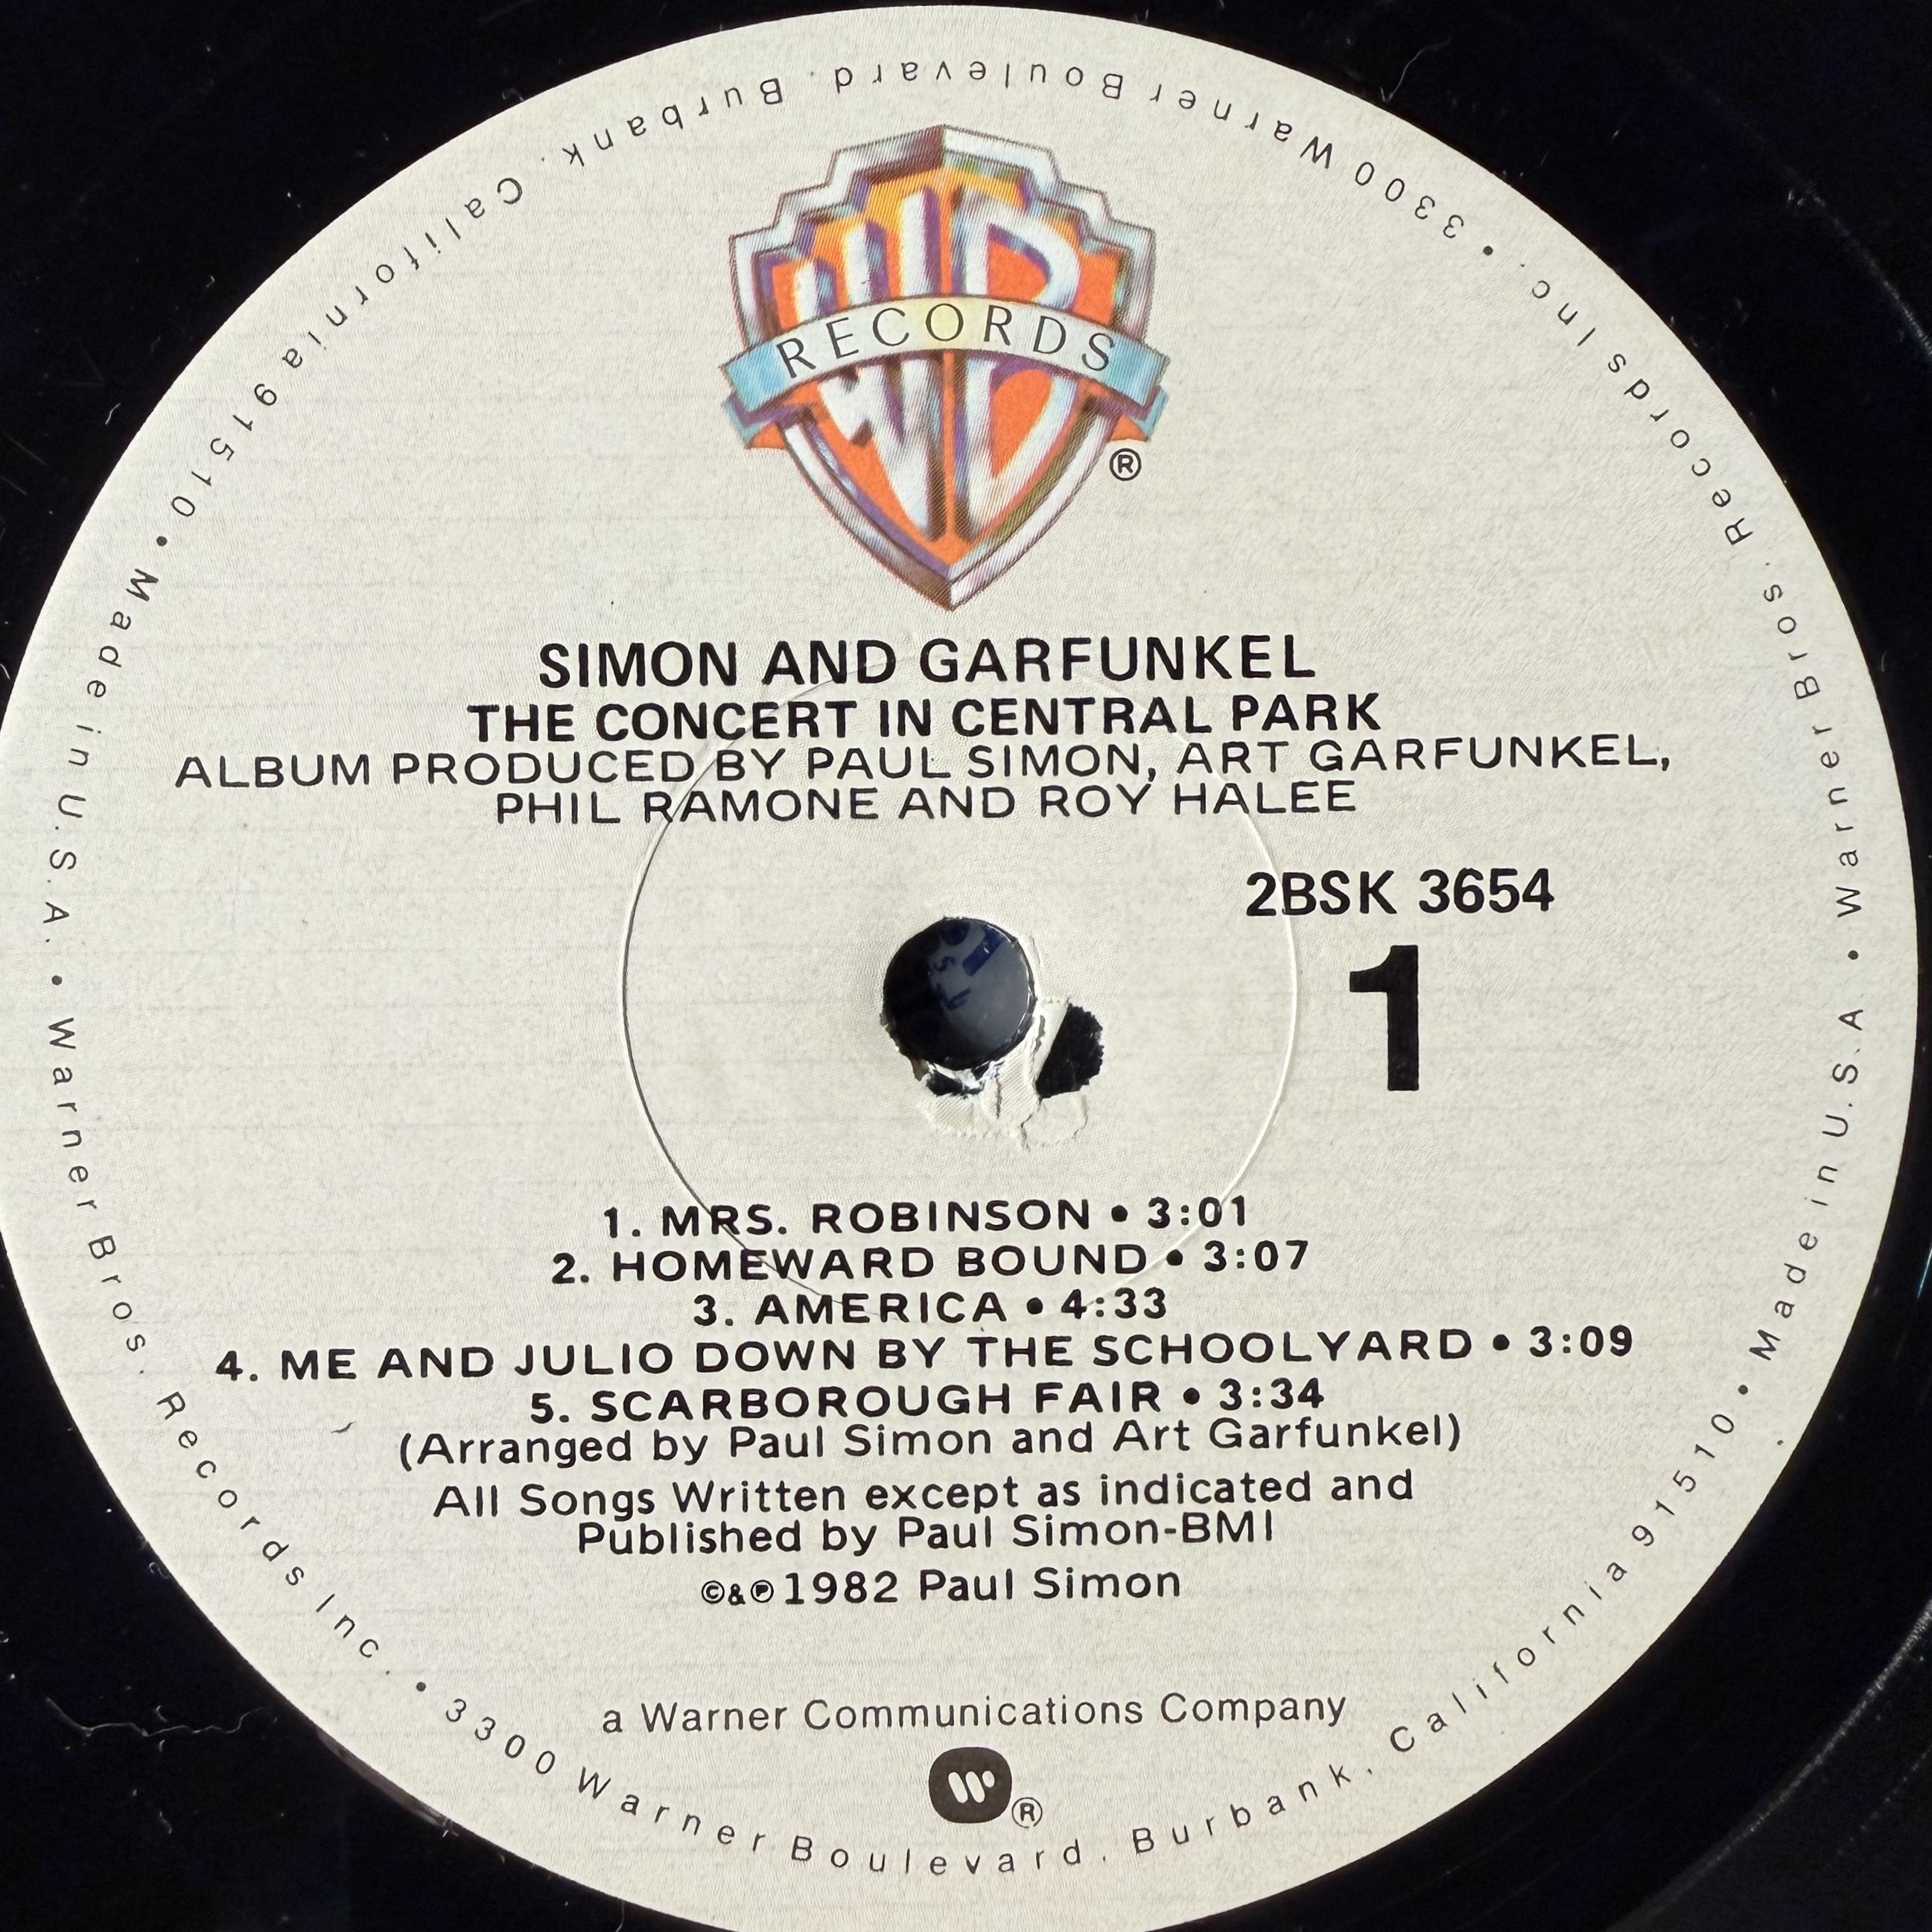 WB
RECORDS
®
SIMON AND GARFUNKEL
THE CONCERT IN CENTRAL PARK
ALBUM PRODUCED BY PAUL SIMON, ART GARFUNKEL,
PHIL RAMONE AND ROY HALEE
2BSK 3654
1
1. MRS. ROBINSON • 3:01
2. HOMEWARD BOUND • 3:07
3. AMERICA • 4:33
4. ME AND JULIO DOWN BY THE SCHOOLYARD • 3:09
5. SCARBOROUGH FAIR • 3:34
(Arranged by Paul Simon and Art Garfunkel)
All Songs Written except as indicated and
Published by Paul Simon-BMI
©&℗1982 Paul Simon
a Warner Communications Company
W®
Warner Bros. Records Inc. • 3300 Warner Boulevard, Burbank, California 91510 • Made in U.S.A. • Warner Bros. Records Inc. • 3300 Warner Boulevard, Burbank, California 91510 • Made in U.S.A. •